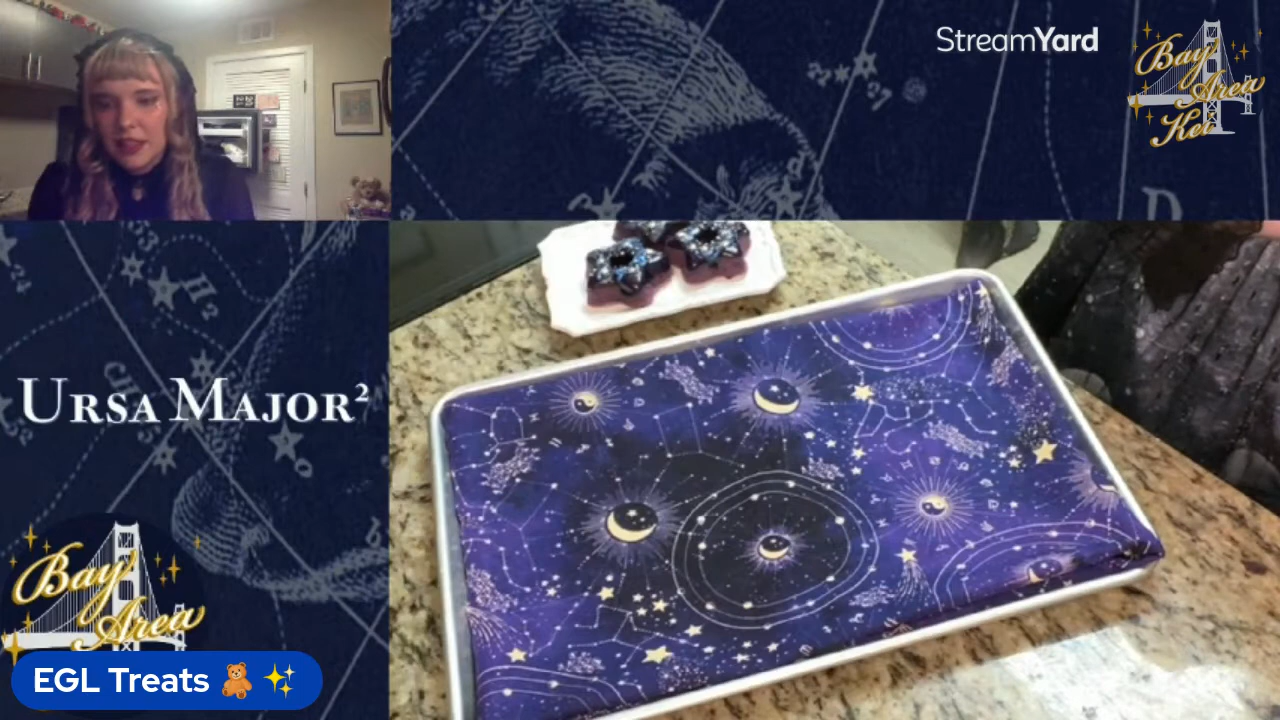 StreamYard
Bay
Area
Kei
URSA MAJOR²
Bay
Area
EGL Treats 🧸 ✨